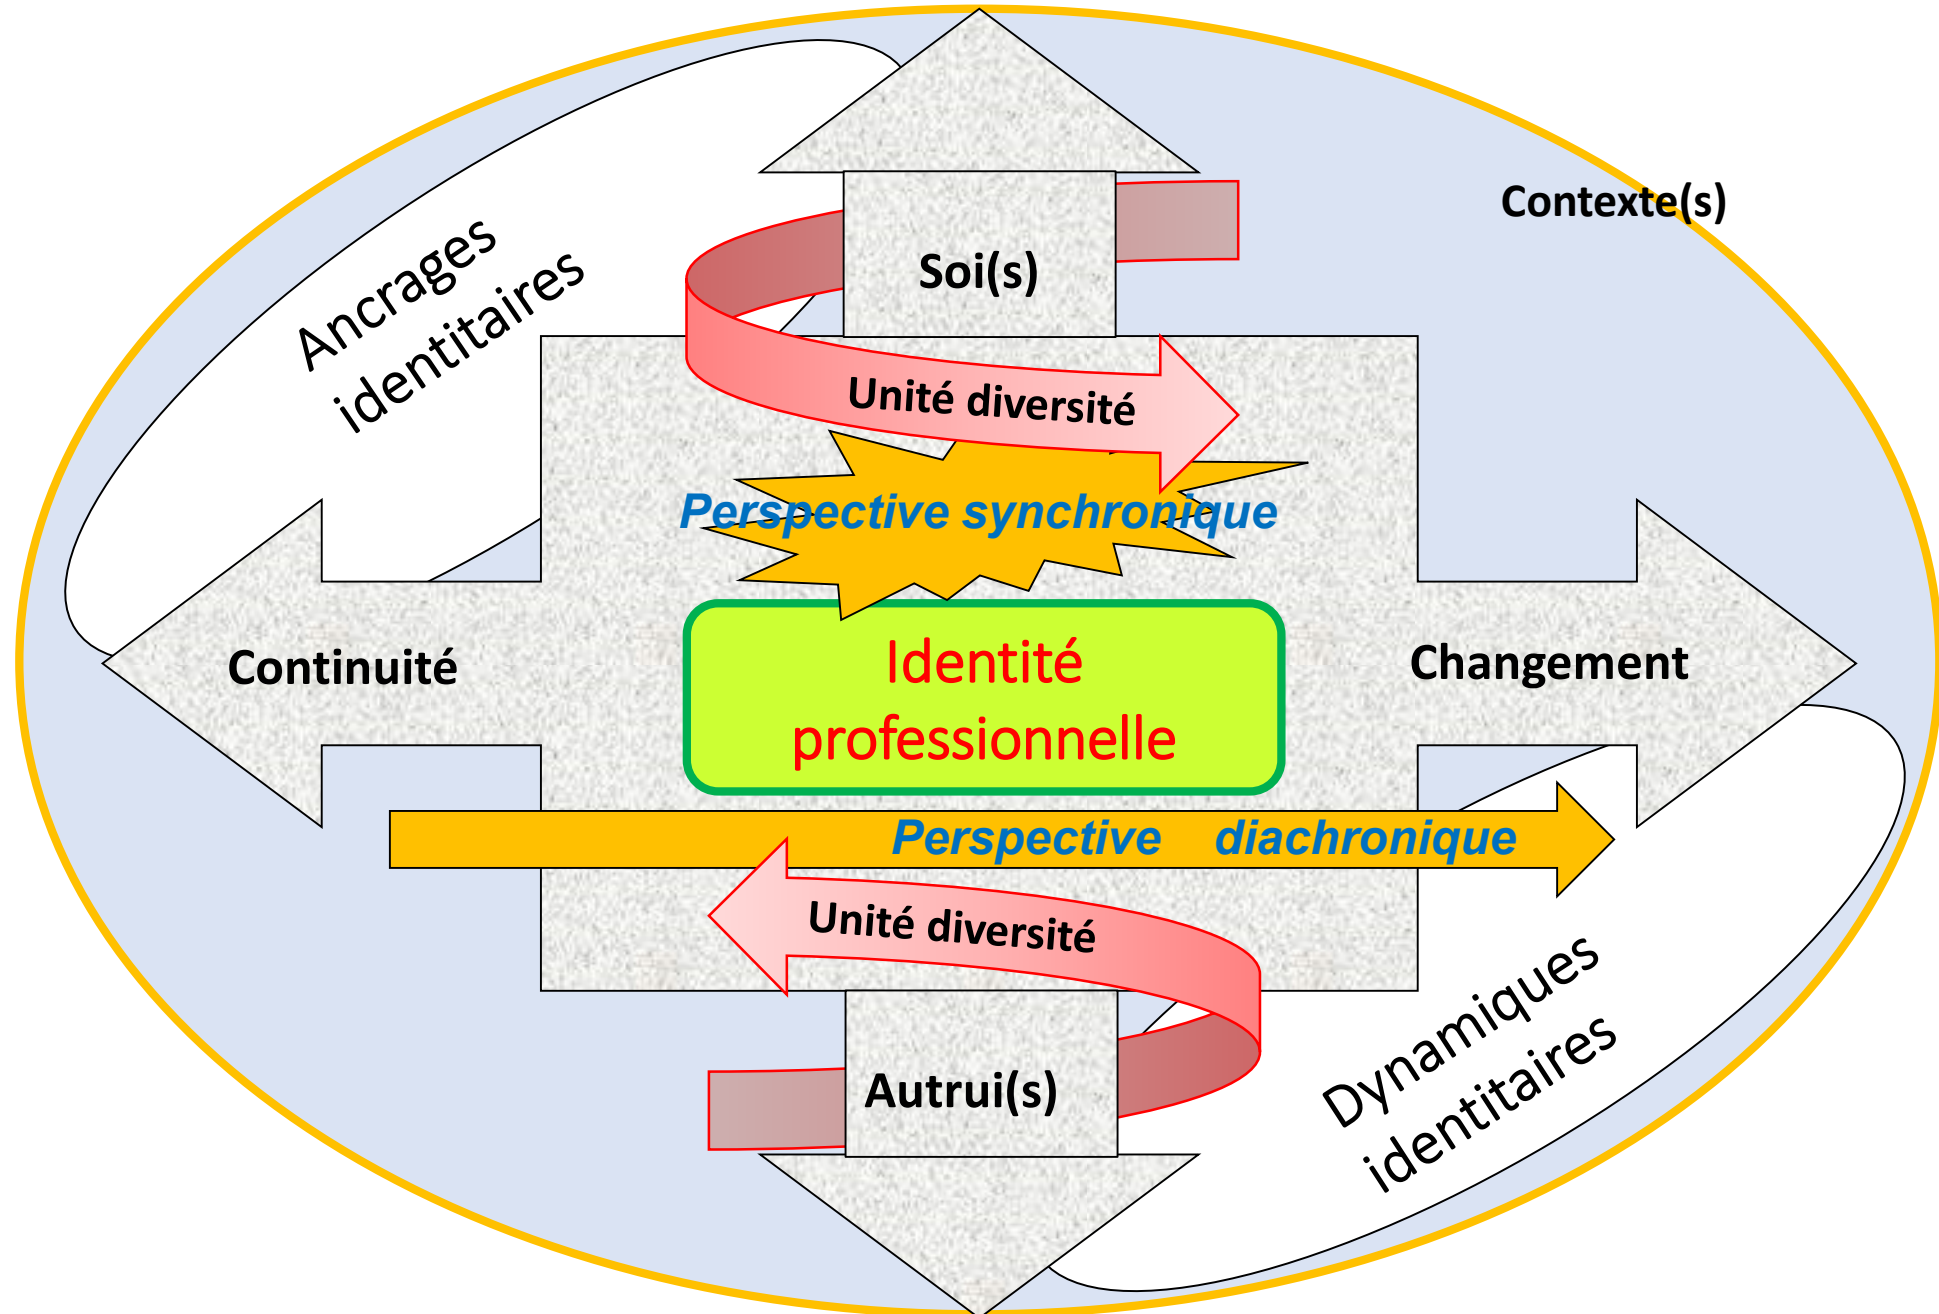 Contexte(s)
Ancrages
identitaires
Soi(s)
Unité diversité
Perspective synchronique
Continuité
Identité
professionnelle
Changement
Perspective diachronique
Unité diversité
Autrui(s)
Dynamiques
identitaires